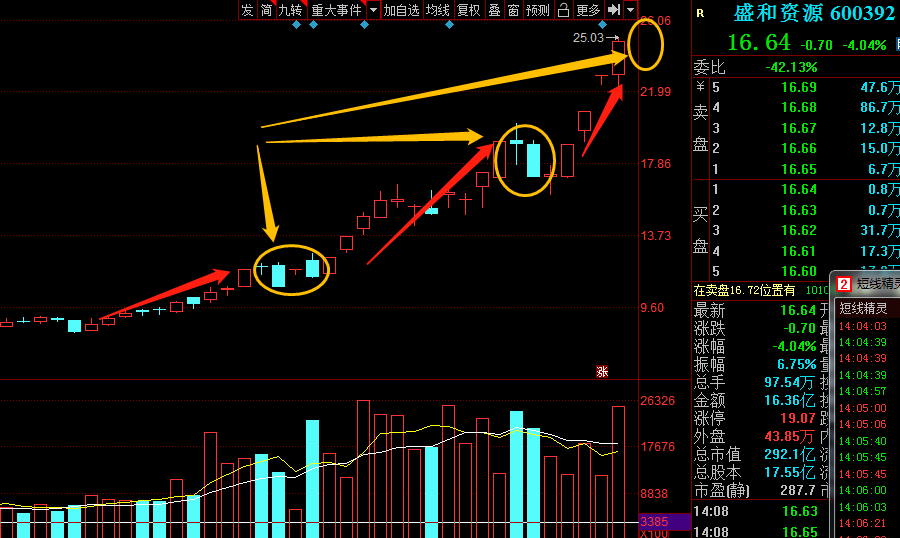 发 简 九转 重大事件 加自选 均线 复权 叠 窗 预测 更多
26.06
25.03
21.99
17.86
13.73
9.60
涨
26326
17676
8838
3385
X100
R 盛和资源 600392
16.64 -0.70 -4.04%
委比 -42.13%
卖盘
5 16.69 47.6万
4 16.68 86.7万
3 16.67 12.8万
2 16.66 15.0万
1 16.65 6.7万
买盘
1 16.64 0.8万
2 16.63 0.7万
3 16.62 31.7万
4 16.61 17.3万
5 16.60
在卖盘16.72位置有 1010
最新 16.64
涨跌 -0.70
涨幅 -4.04%
振幅 6.75%
总手 97.54万
金额 16.36亿
涨停 19.07
外盘 43.85万
总市值 292.1亿
总股本 17.55亿
市盈(静) 287.7
14:08 16.63
14:08 16.65
2 短线精灵
短线精灵
14:04:03
14:04:39
14:04:39
14:04:39
14:04:57
14:05:00
14:05:06
14:05:40
14:05:45
14:05:45
14:06:00
14:06:03
14:06:21